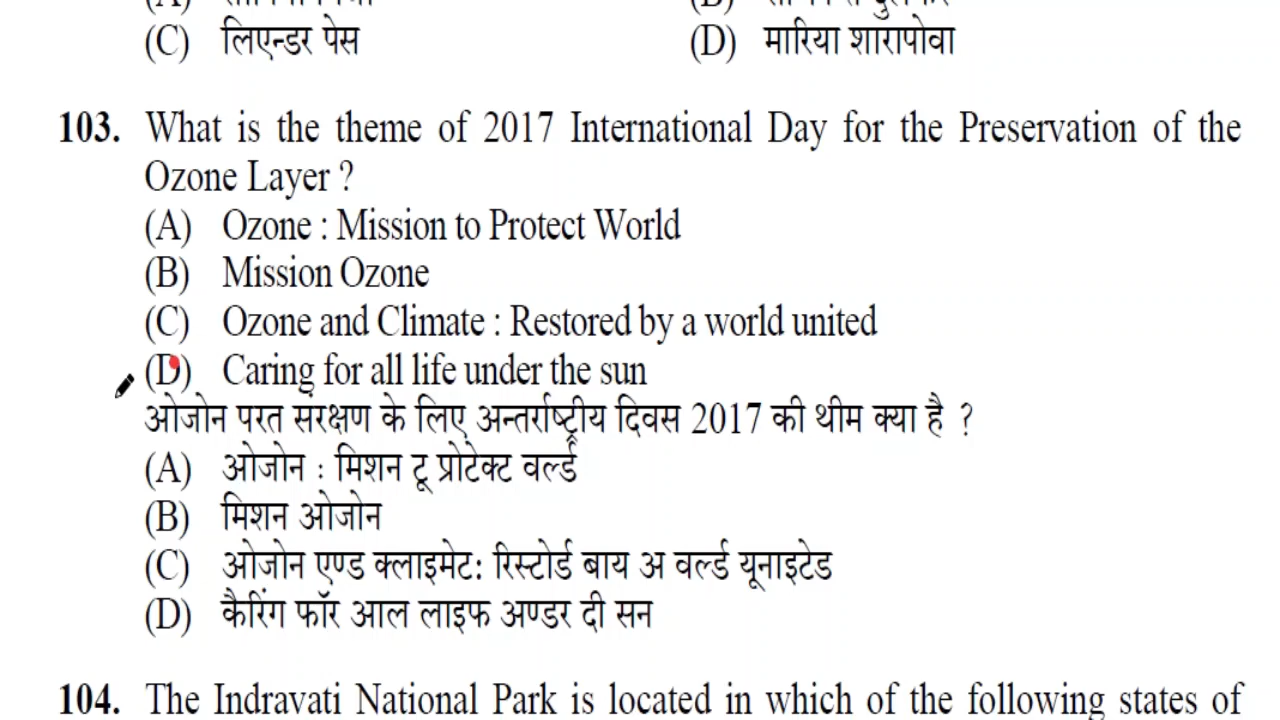 (C) लिएन्डर पेस (D) मारिया शारापोवा
103. What is the theme of 2017 International Day for the Preservation of the
Ozone Layer ?
(A) Ozone : Mission to Protect World
(B) Mission Ozone
(C) Ozone and Climate : Restored by a world united
(D) Caring for all life under the sun
ओजोन परत संरक्षण के लिए अन्तर्राष्ट्रीय दिवस 2017 की थीम क्या है ?
(A) ओजोन : मिशन टू प्रोटेक्ट वर्ल्ड
(B) मिशन ओजोन
(C) ओजोन एण्ड क्लाइमेट: रिस्टोर्ड बाय अ वर्ल्ड यूनाइटेड
(D) कैरिंग फॉर आल लाइफ अण्डर दी सन
104. The Indravati National Park is located in which of the following states of